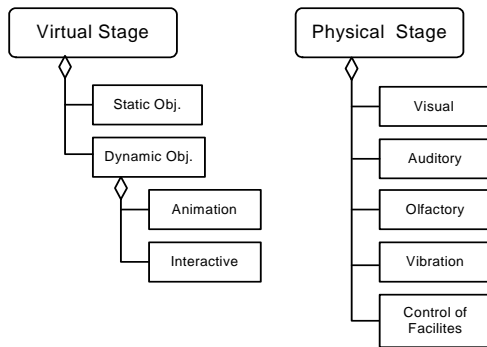 Virtual Stage
Static Obj.
Dynamic Obj.
Animation
Interactive
Physical Stage
Visual
Auditory
Olfactory
Vibration
Control of
Facilites